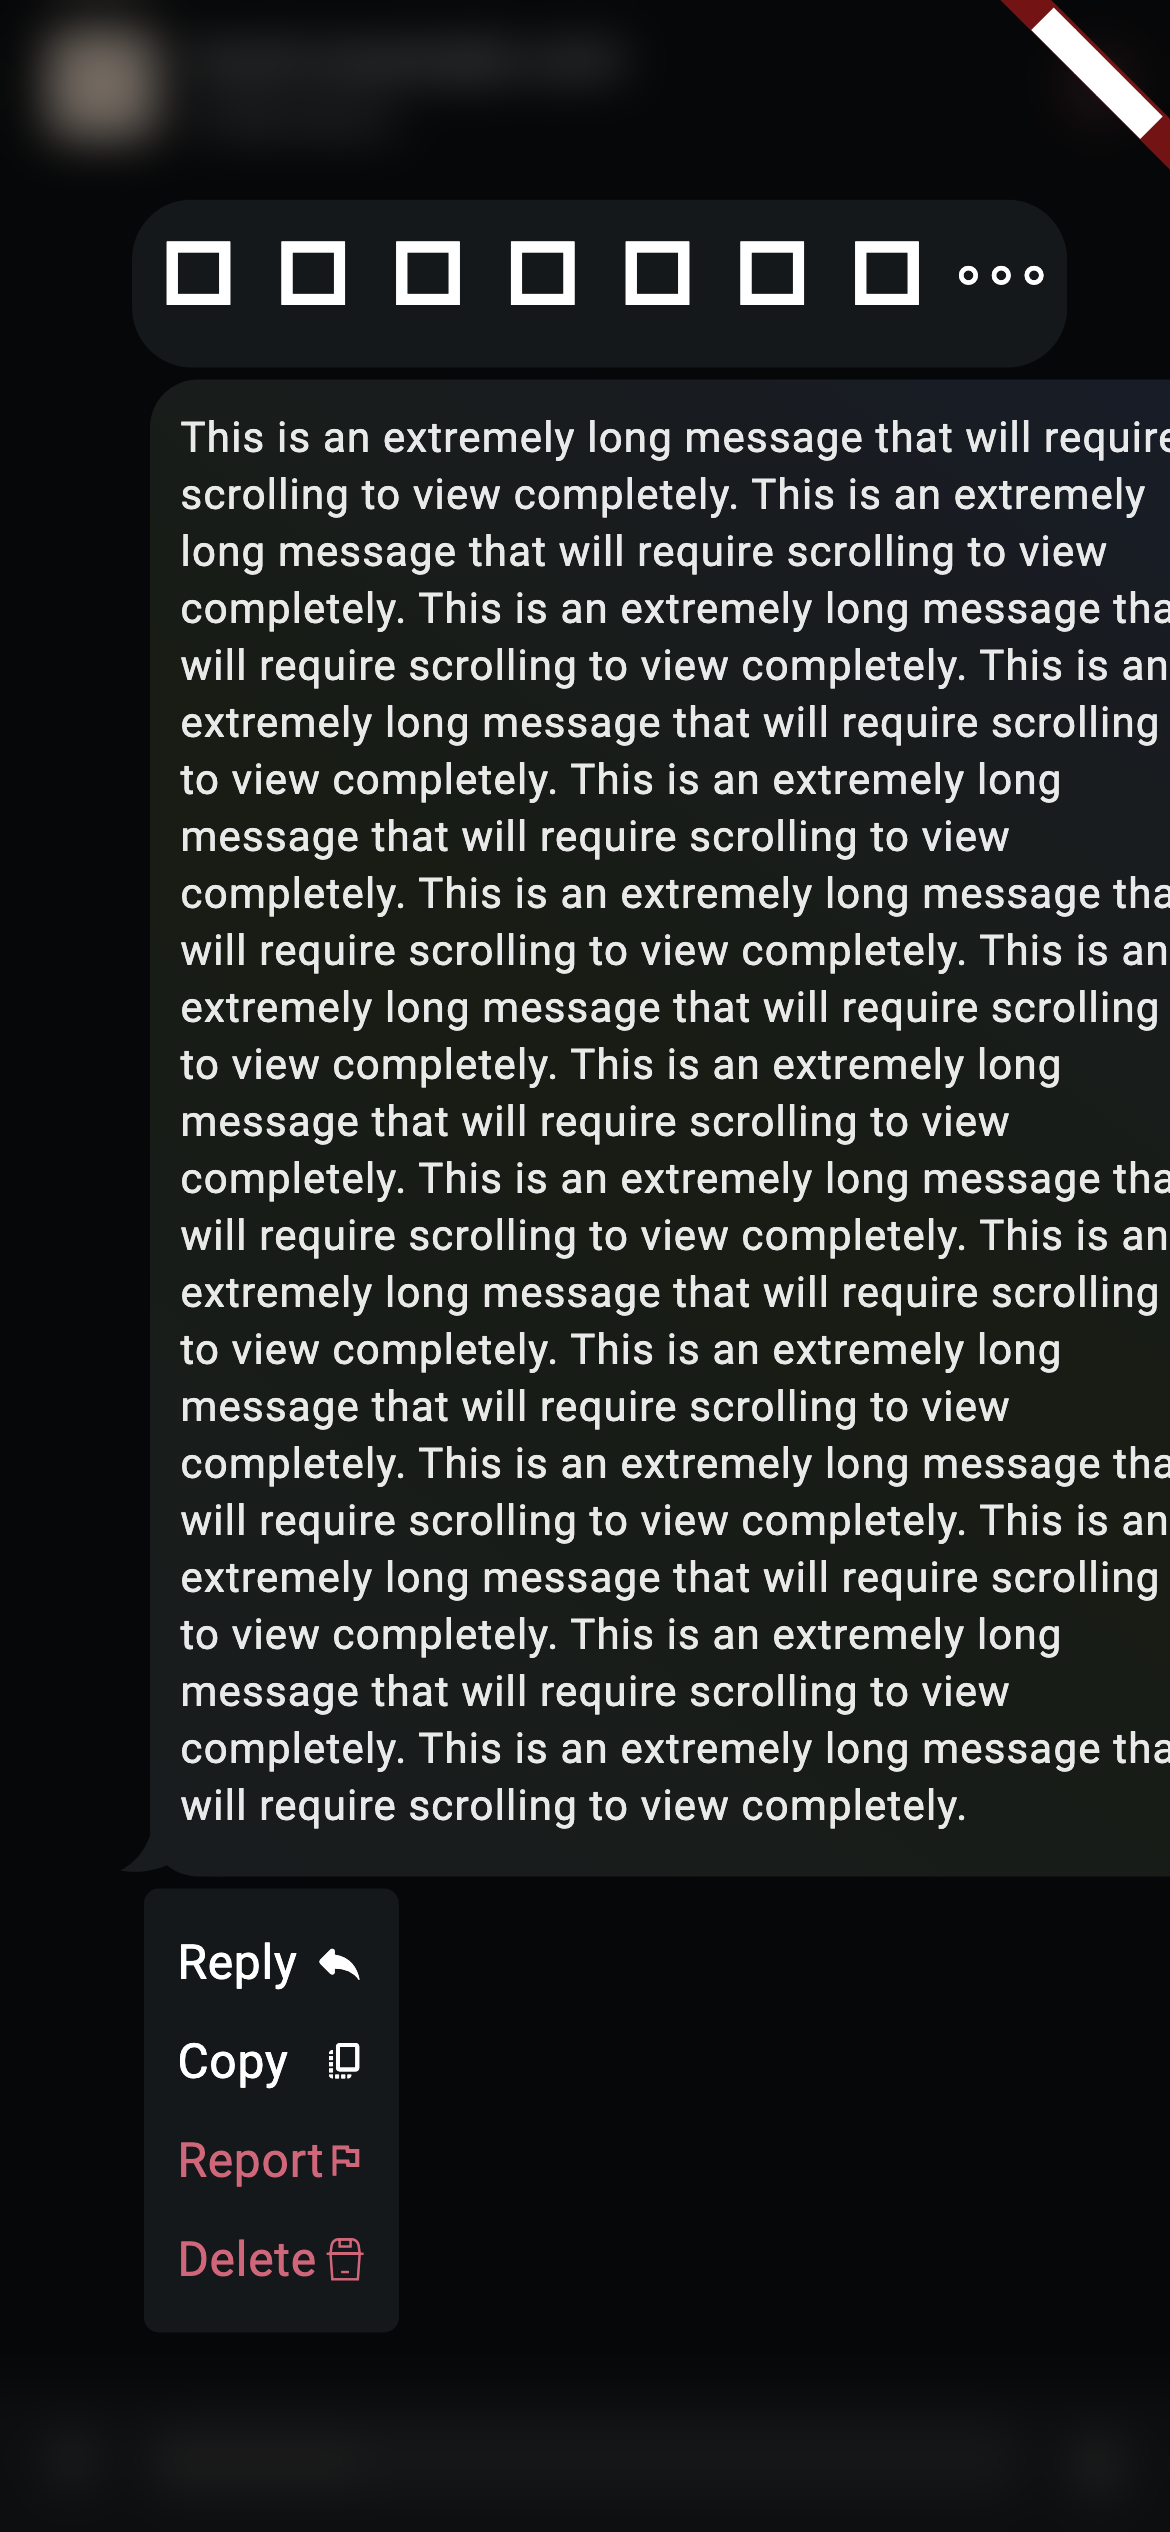 This is an extremely long message that will require
scrolling to view completely. This is an extremely
long message that will require scrolling to view
completely. This is an extremely long message tha
will require scrolling to view completely. This is an
extremely long message that will require scrolling
to view completely. This is an extremely long
message that will require scrolling to view
completely. This is an extremely long message tha
will require scrolling to view completely. This is an
extremely long message that will require scrolling
to view completely. This is an extremely long
message that will require scrolling to view
completely. This is an extremely long message tha
will require scrolling to view completely. This is an
extremely long message that will require scrolling
to view completely. This is an extremely long
message that will require scrolling to view
completely. This is an extremely long message tha
will require scrolling to view completely. This is an
extremely long message that will require scrolling
to view completely. This is an extremely long
message that will require scrolling to view
completely. This is an extremely long message tha
will require scrolling to view completely.
Reply
Copy
Report
Delete